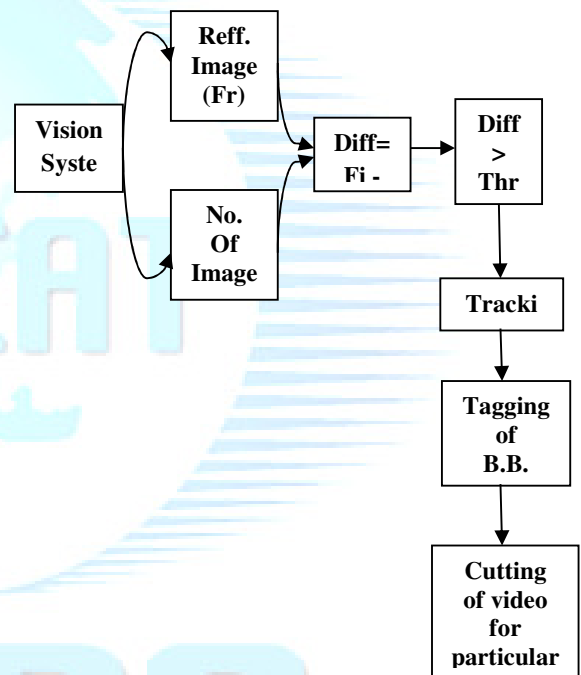 Reff.
Image
(Fr)
Vision
Syste
No.
Of
Image
Diff=
Fi -
Diff
>
Thr
Tracki
Tagging
of
B.B.
Cutting
of video
for
particular